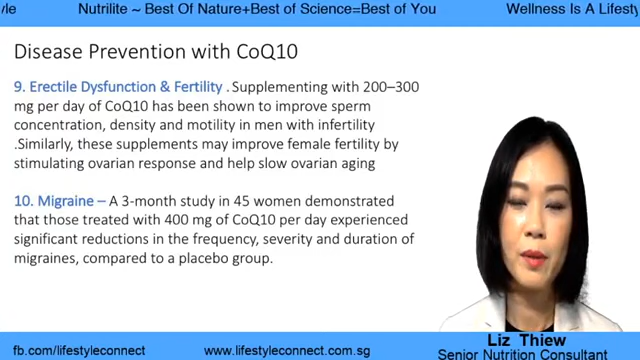 style
Nutrilite ~ Best Of Nature+Best of Science=Best of You
Wellness Is A Lifesty
Disease Prevention with CoQ10
9. Erectile Dysfunction & Fertility . Supplementing with 200–300
mg per day of CoQ10 has been shown to improve sperm
concentration, density and motility in men with infertility
.Similarly, these supplements may improve female fertility by
stimulating ovarian response and help slow ovarian aging
10. Migraine – A 3-month study in 45 women demonstrated
that those treated with 400 mg of CoQ10 per day experienced
significant reductions in the frequency, severity and duration of
migraines, compared to a placebo group.
fb.com/lifestyleconnect
www.lifestyleconnect.com.sg
Liz Thiew
Senior Nutrition Consultant